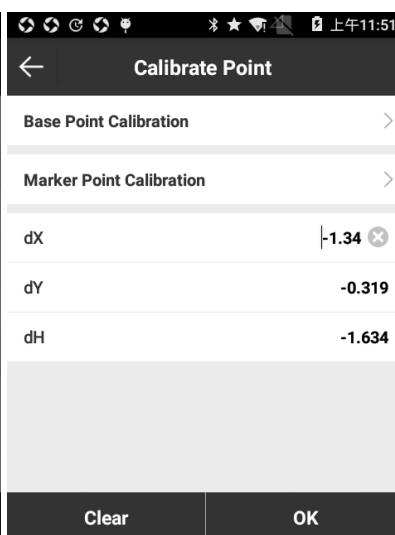 上午11:51
Calibrate Point
Base Point Calibration
Marker Point Calibration
dX -1.34
dY -0.319
dH -1.634
Clear OK